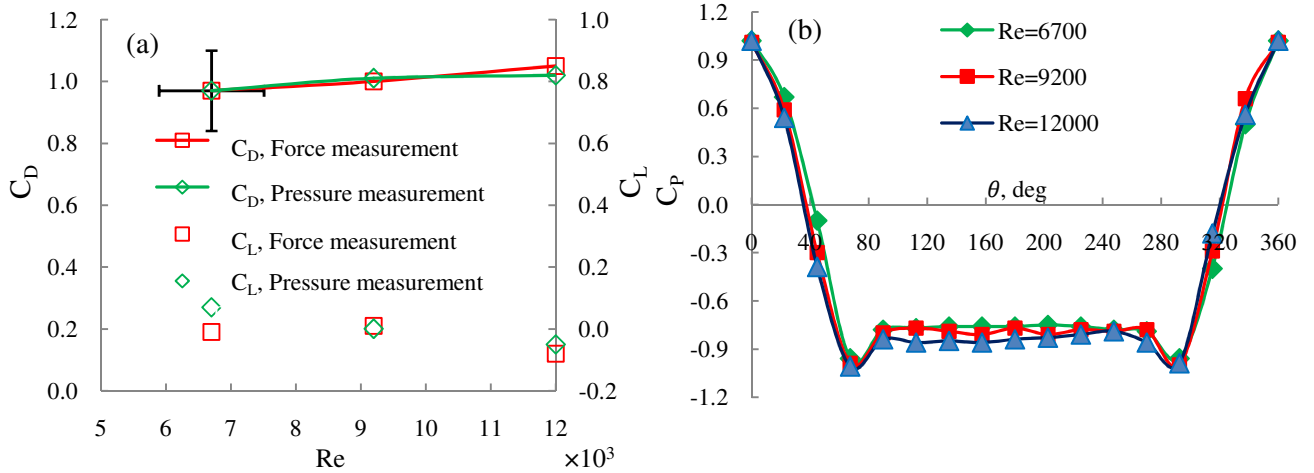 (a)
1.2
1.0
0.8
0.6
0.4
0.2
0.0
C_D
1.0
0.8
0.6
0.4
0.2
0.0
-0.2
C_L
C_D, Force measurement
C_D, Pressure measurement
C_L, Force measurement
C_L, Pressure measurement
5 6 7 8 9 10 11 12
Re
×10³
(b)
1.2
0.9
0.6
0.3
0.0
-0.3
-0.6
-0.9
-1.2
C_P
Re=6700
Re=9200
Re=12000
θ, deg
0 40 80 120 160 200 240 280 320 360